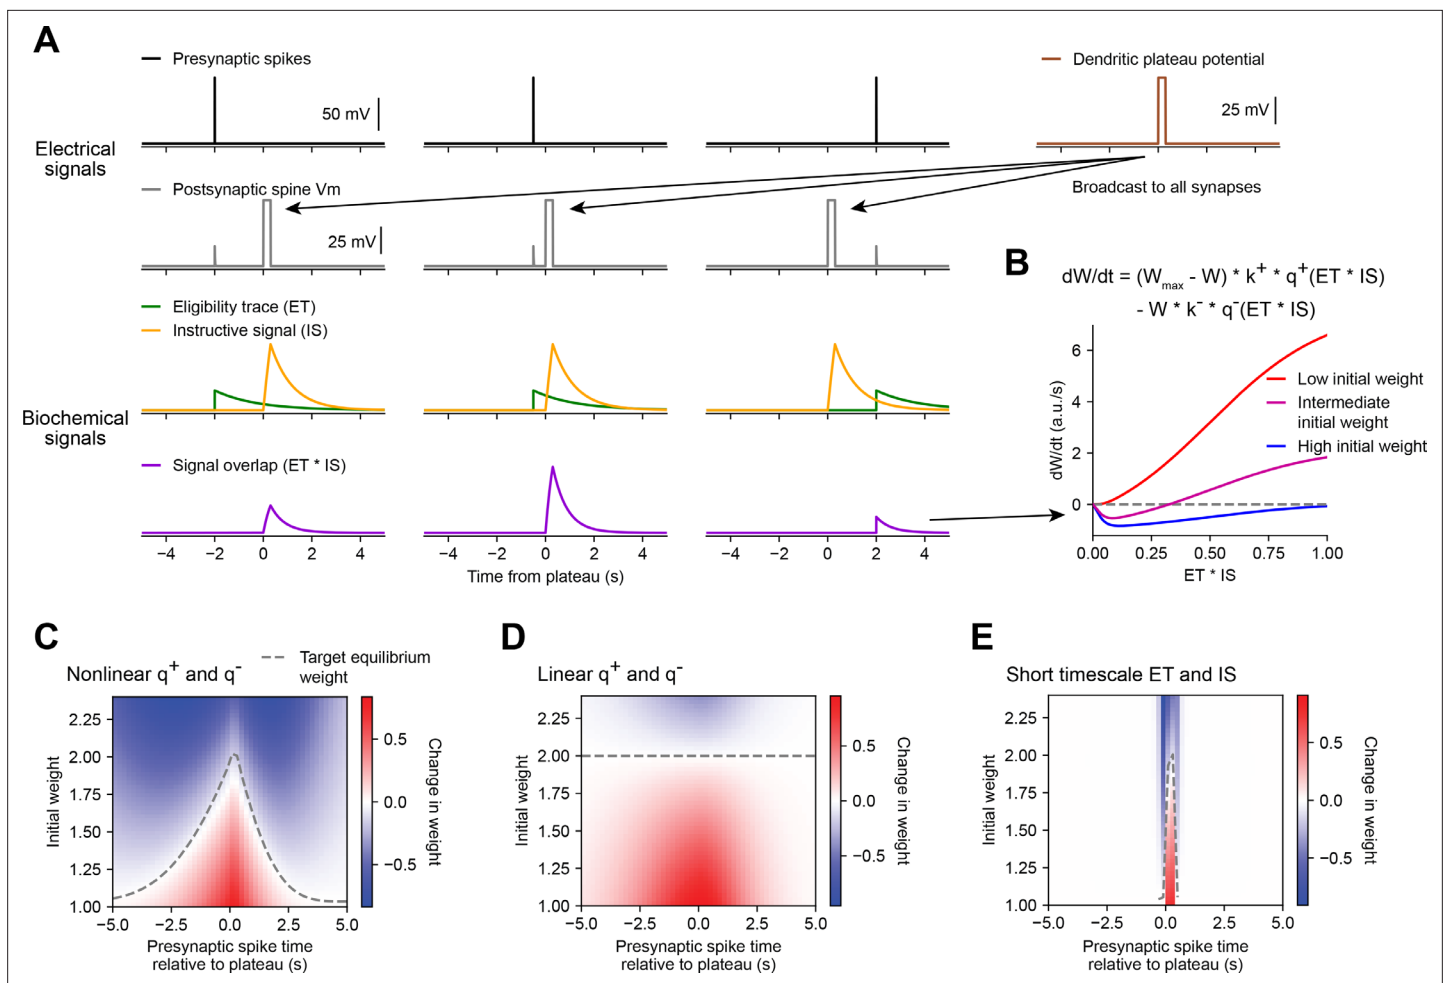 A
Presynaptic spikes
Dendritic plateau potential
50 mV
25 mV
Electrical
signals
Postsynaptic spine Vm
Broadcast to all synapses
25 mV
B
dW/dt = (Wmax - W) * k+ * q+(ET * IS)
- W * k- * q-(ET * IS)
Eligibility trace (ET)
Instructive signal (IS)
Biochemical
signals
Signal overlap (ET * IS)
−4 −2 0 2 4
−4 −2 0 2 4
−4 −2 0 2 4
Time from plateau (s)
dW/dt (a.u./s)
6
4
2
0
Low initial weight
Intermediate
initial weight
High initial weight
0.00 0.25 0.50 0.75 1.00
ET * IS
C
Nonlinear q+ and q-
Target equilibrium
weight
Initial weight
2.25
2.00
1.75
1.50
1.25
1.00
−5.0 −2.5 0.0 2.5 5.0
Presynaptic spike time
relative to plateau (s)
0.5
0.0
−0.5
Change in weight
D
Linear q+ and q-
Initial weight
2.25
2.00
1.75
1.50
1.25
1.00
−5.0 −2.5 0.0 2.5 5.0
Presynaptic spike time
relative to plateau (s)
0.5
0.0
−0.5
Change in weight
E
Short timescale ET and IS
Initial weight
2.25
2.00
1.75
1.50
1.25
1.00
−5.0 −2.5 0.0 2.5 5.0
Presynaptic spike time
relative to plateau (s)
0.5
0.0
−0.5
Change in weight